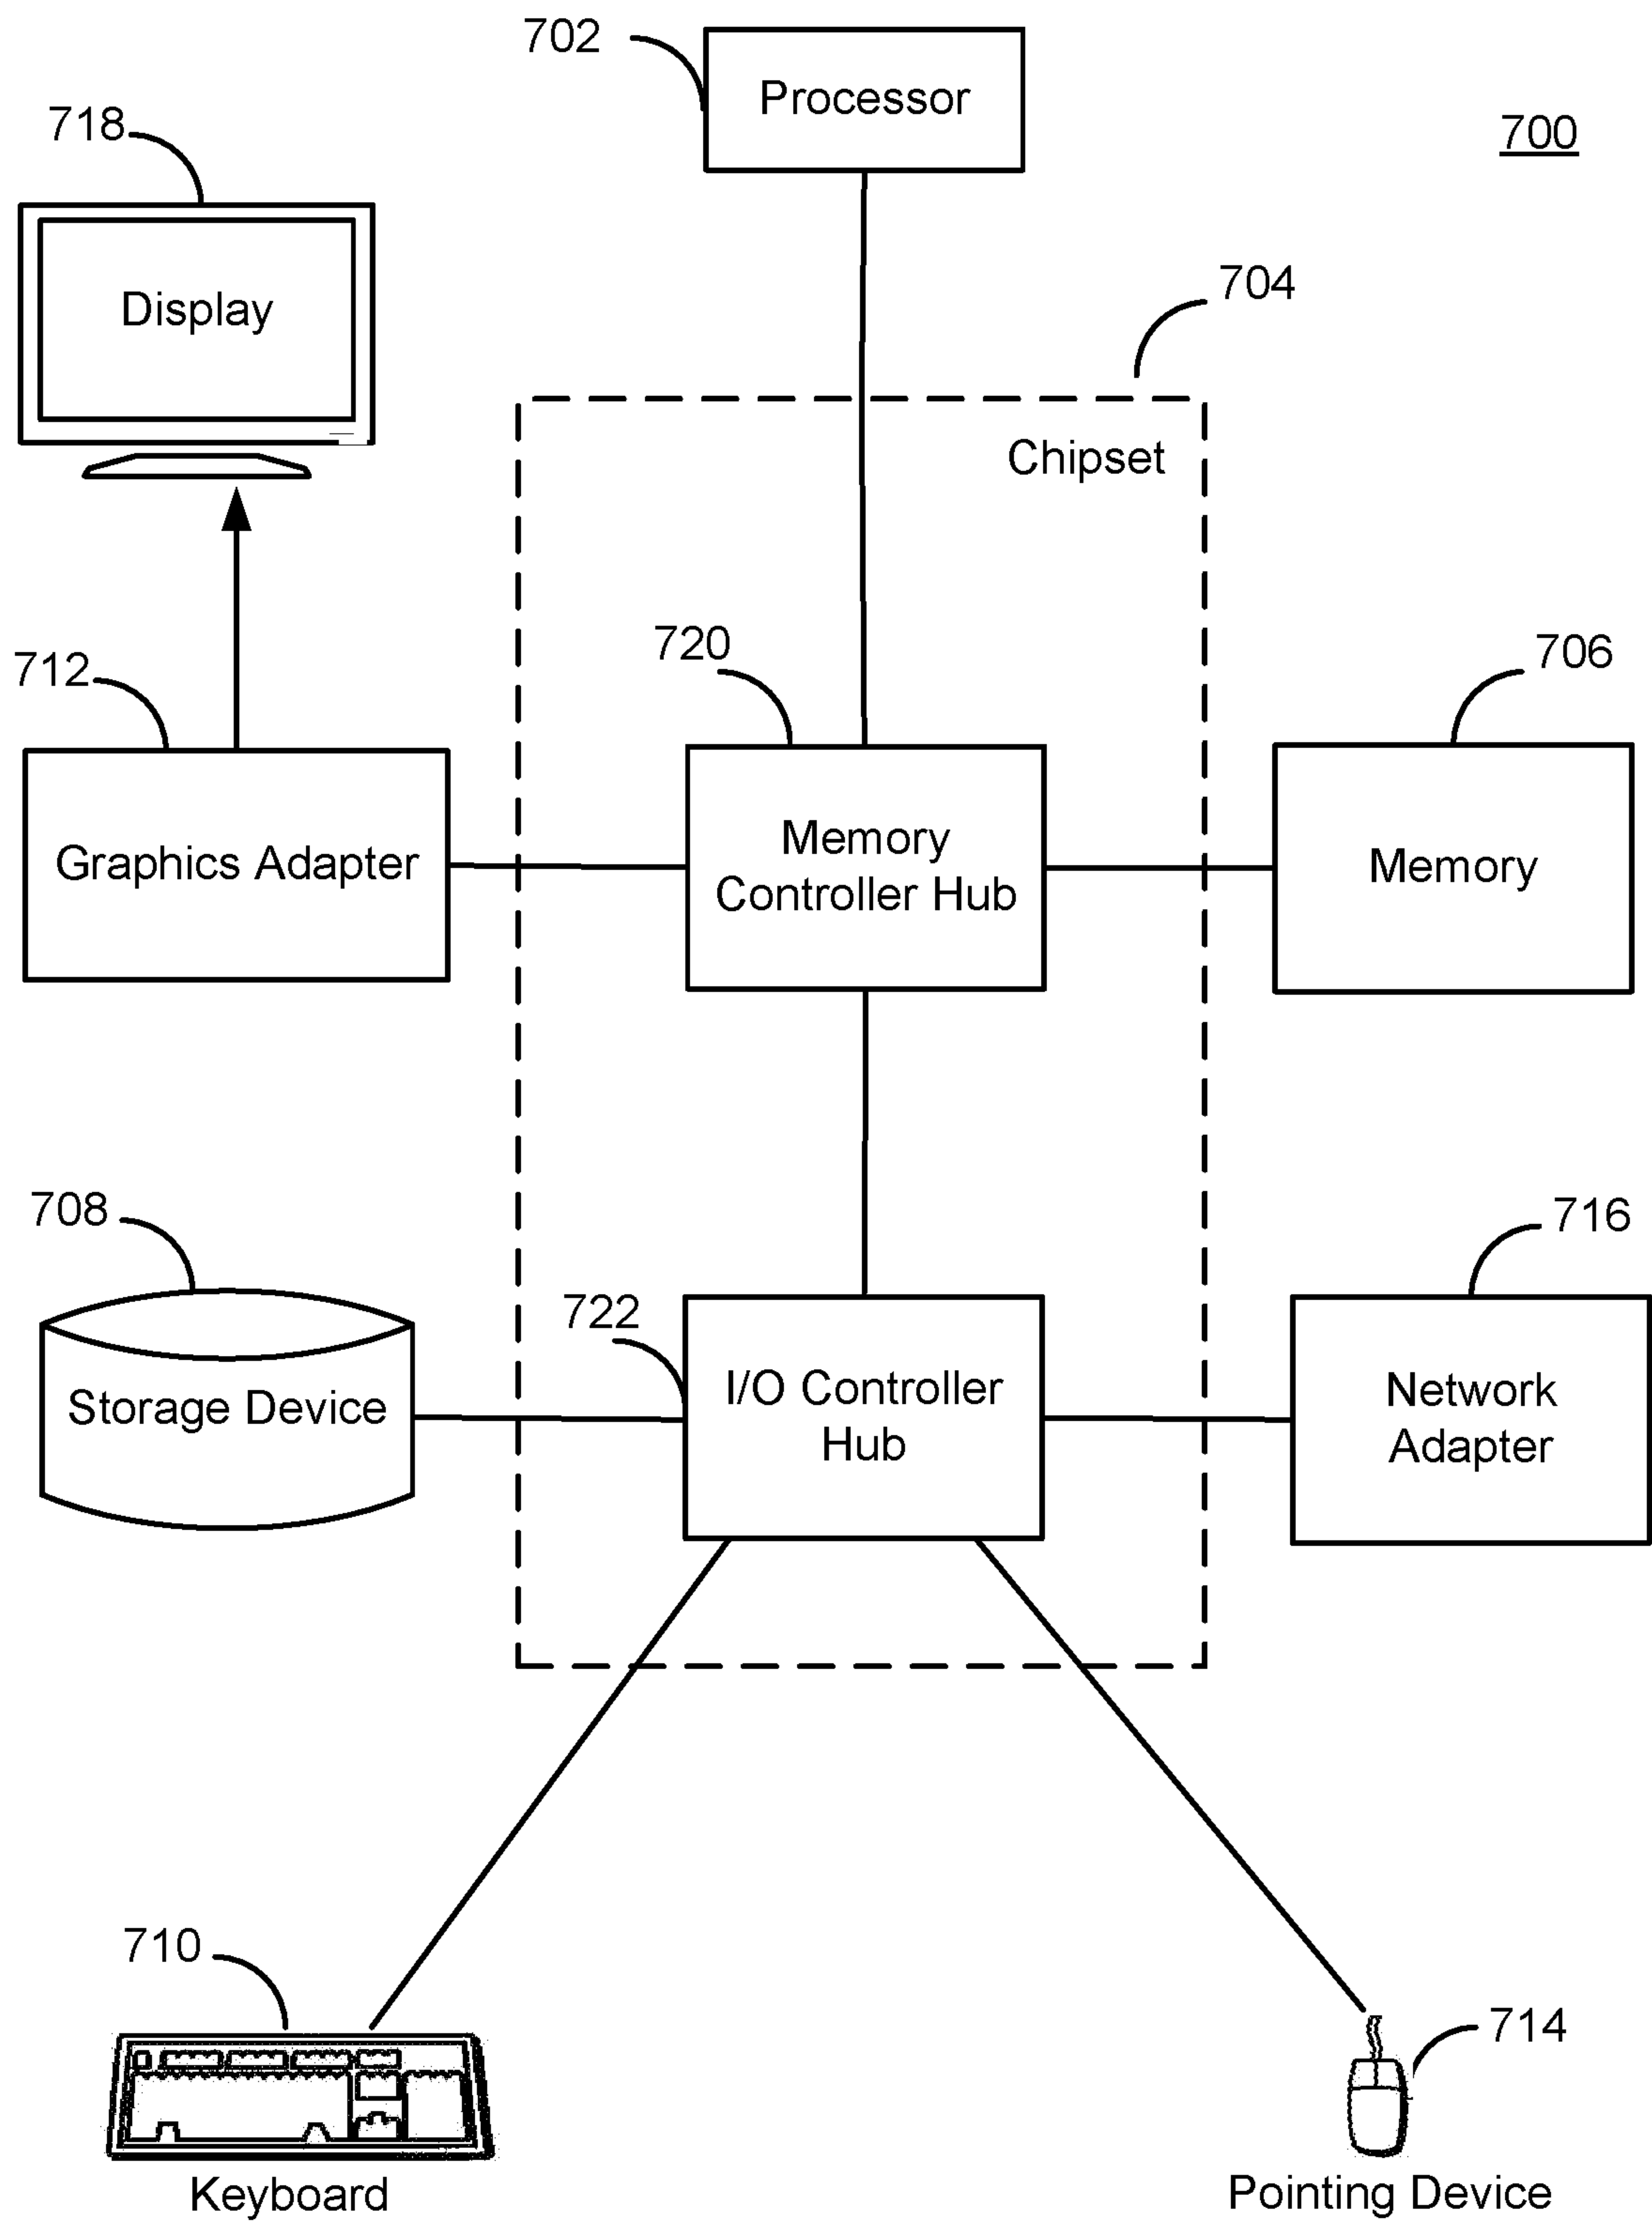 702
Processor
700
718
Display
704
Chipset
720
706
712
Memory
Controller Hub
Graphics Adapter
Memory
708
716
722
I/O Controller
Hub
Storage Device
Network
Adapter
710
714
Keyboard
Pointing Device